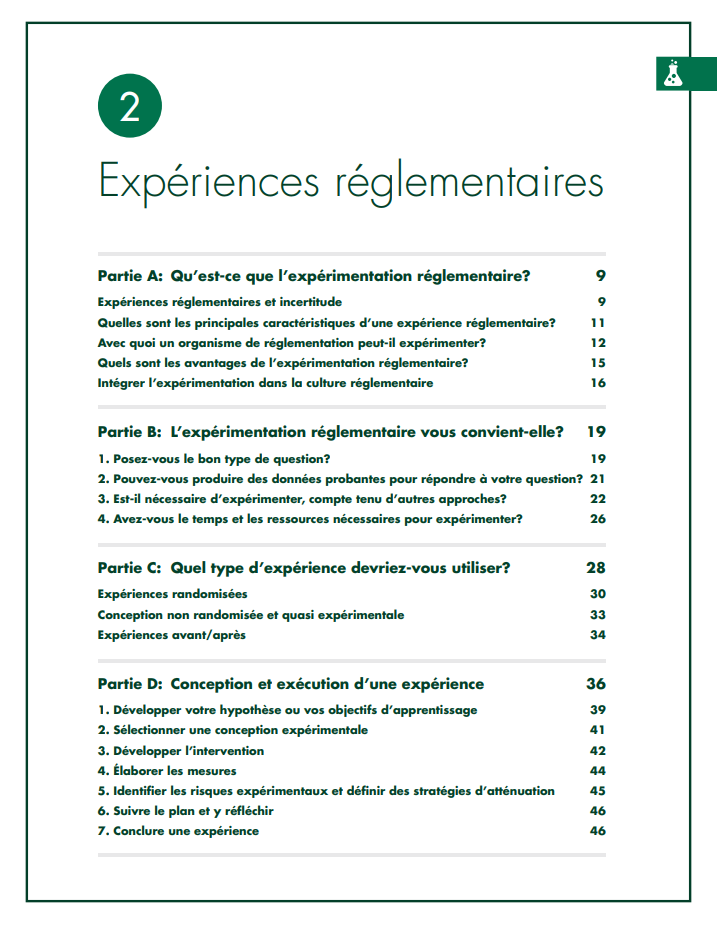 2
Expériences réglementaires
Partie A: Qu’est-ce que l’expérimentation réglementaire? 9
Expériences réglementaires et incertitude 9
Quelles sont les principales caractéristiques d’une expérience réglementaire? 11
Avec quoi un organisme de réglementation peut-il expérimenter? 12
Quels sont les avantages de l’expérimentation réglementaire? 15
Intégrer l’expérimentation dans la culture réglementaire 16
Partie B: L’expérimentation réglementaire vous convient-elle? 19
1. Posez-vous le bon type de question? 19
2. Pouvez-vous produire des données probantes pour répondre à votre question? 21
3. Est-il nécessaire d’expérimenter, compte tenu d’autres approches? 22
4. Avez-vous le temps et les ressources nécessaires pour expérimenter? 26
Partie C: Quel type d’expérience devriez-vous utiliser? 28
Expériences randomisées 30
Conception non randomisée et quasi expérimentale 33
Expériences avant/après 34
Partie D: Conception et exécution d’une expérience 36
1. Développer votre hypothèse ou vos objectifs d’apprentissage 39
2. Sélectionner une conception expérimentale 41
3. Développer l’intervention 42
4. Élaborer les mesures 44
5. Identifier les risques expérimentaux et définir des stratégies d’atténuation 45
6. Suivre le plan et y réfléchir 46
7. Conclure une expérience 46